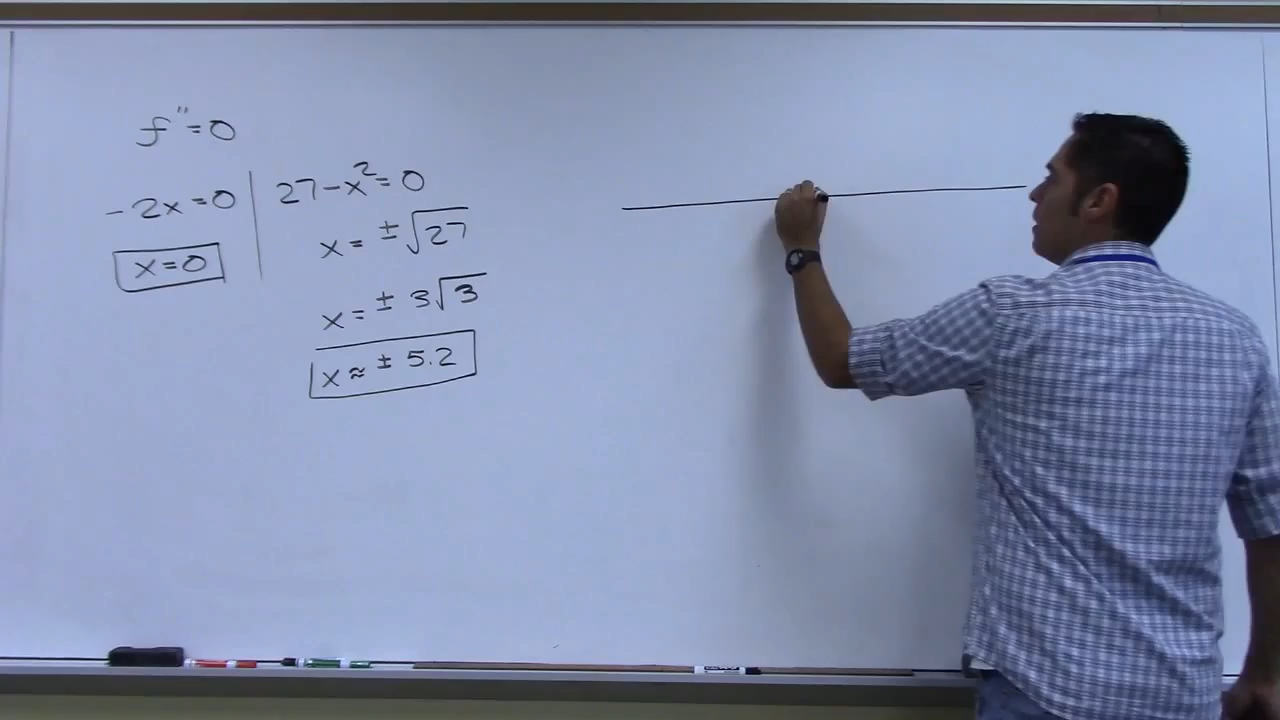 f''=0
-2x=0
x=0
27-x²=0
x=±√27
x=±3√3
x≈±5.2